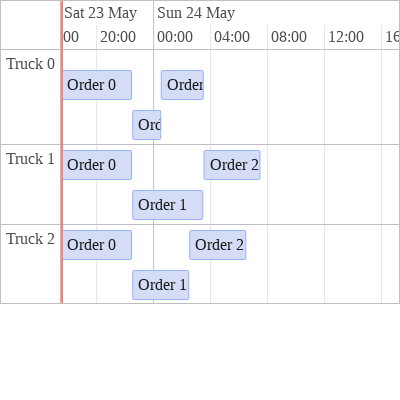 Sat 23 May Sun 24 May
00 20:00 00:00 04:00 08:00 12:00 16
Truck 0
Order 0 Order
Ord
Truck 1
Order 0 Order 2
Order 1
Truck 2
Order 0 Order 2
Order 1